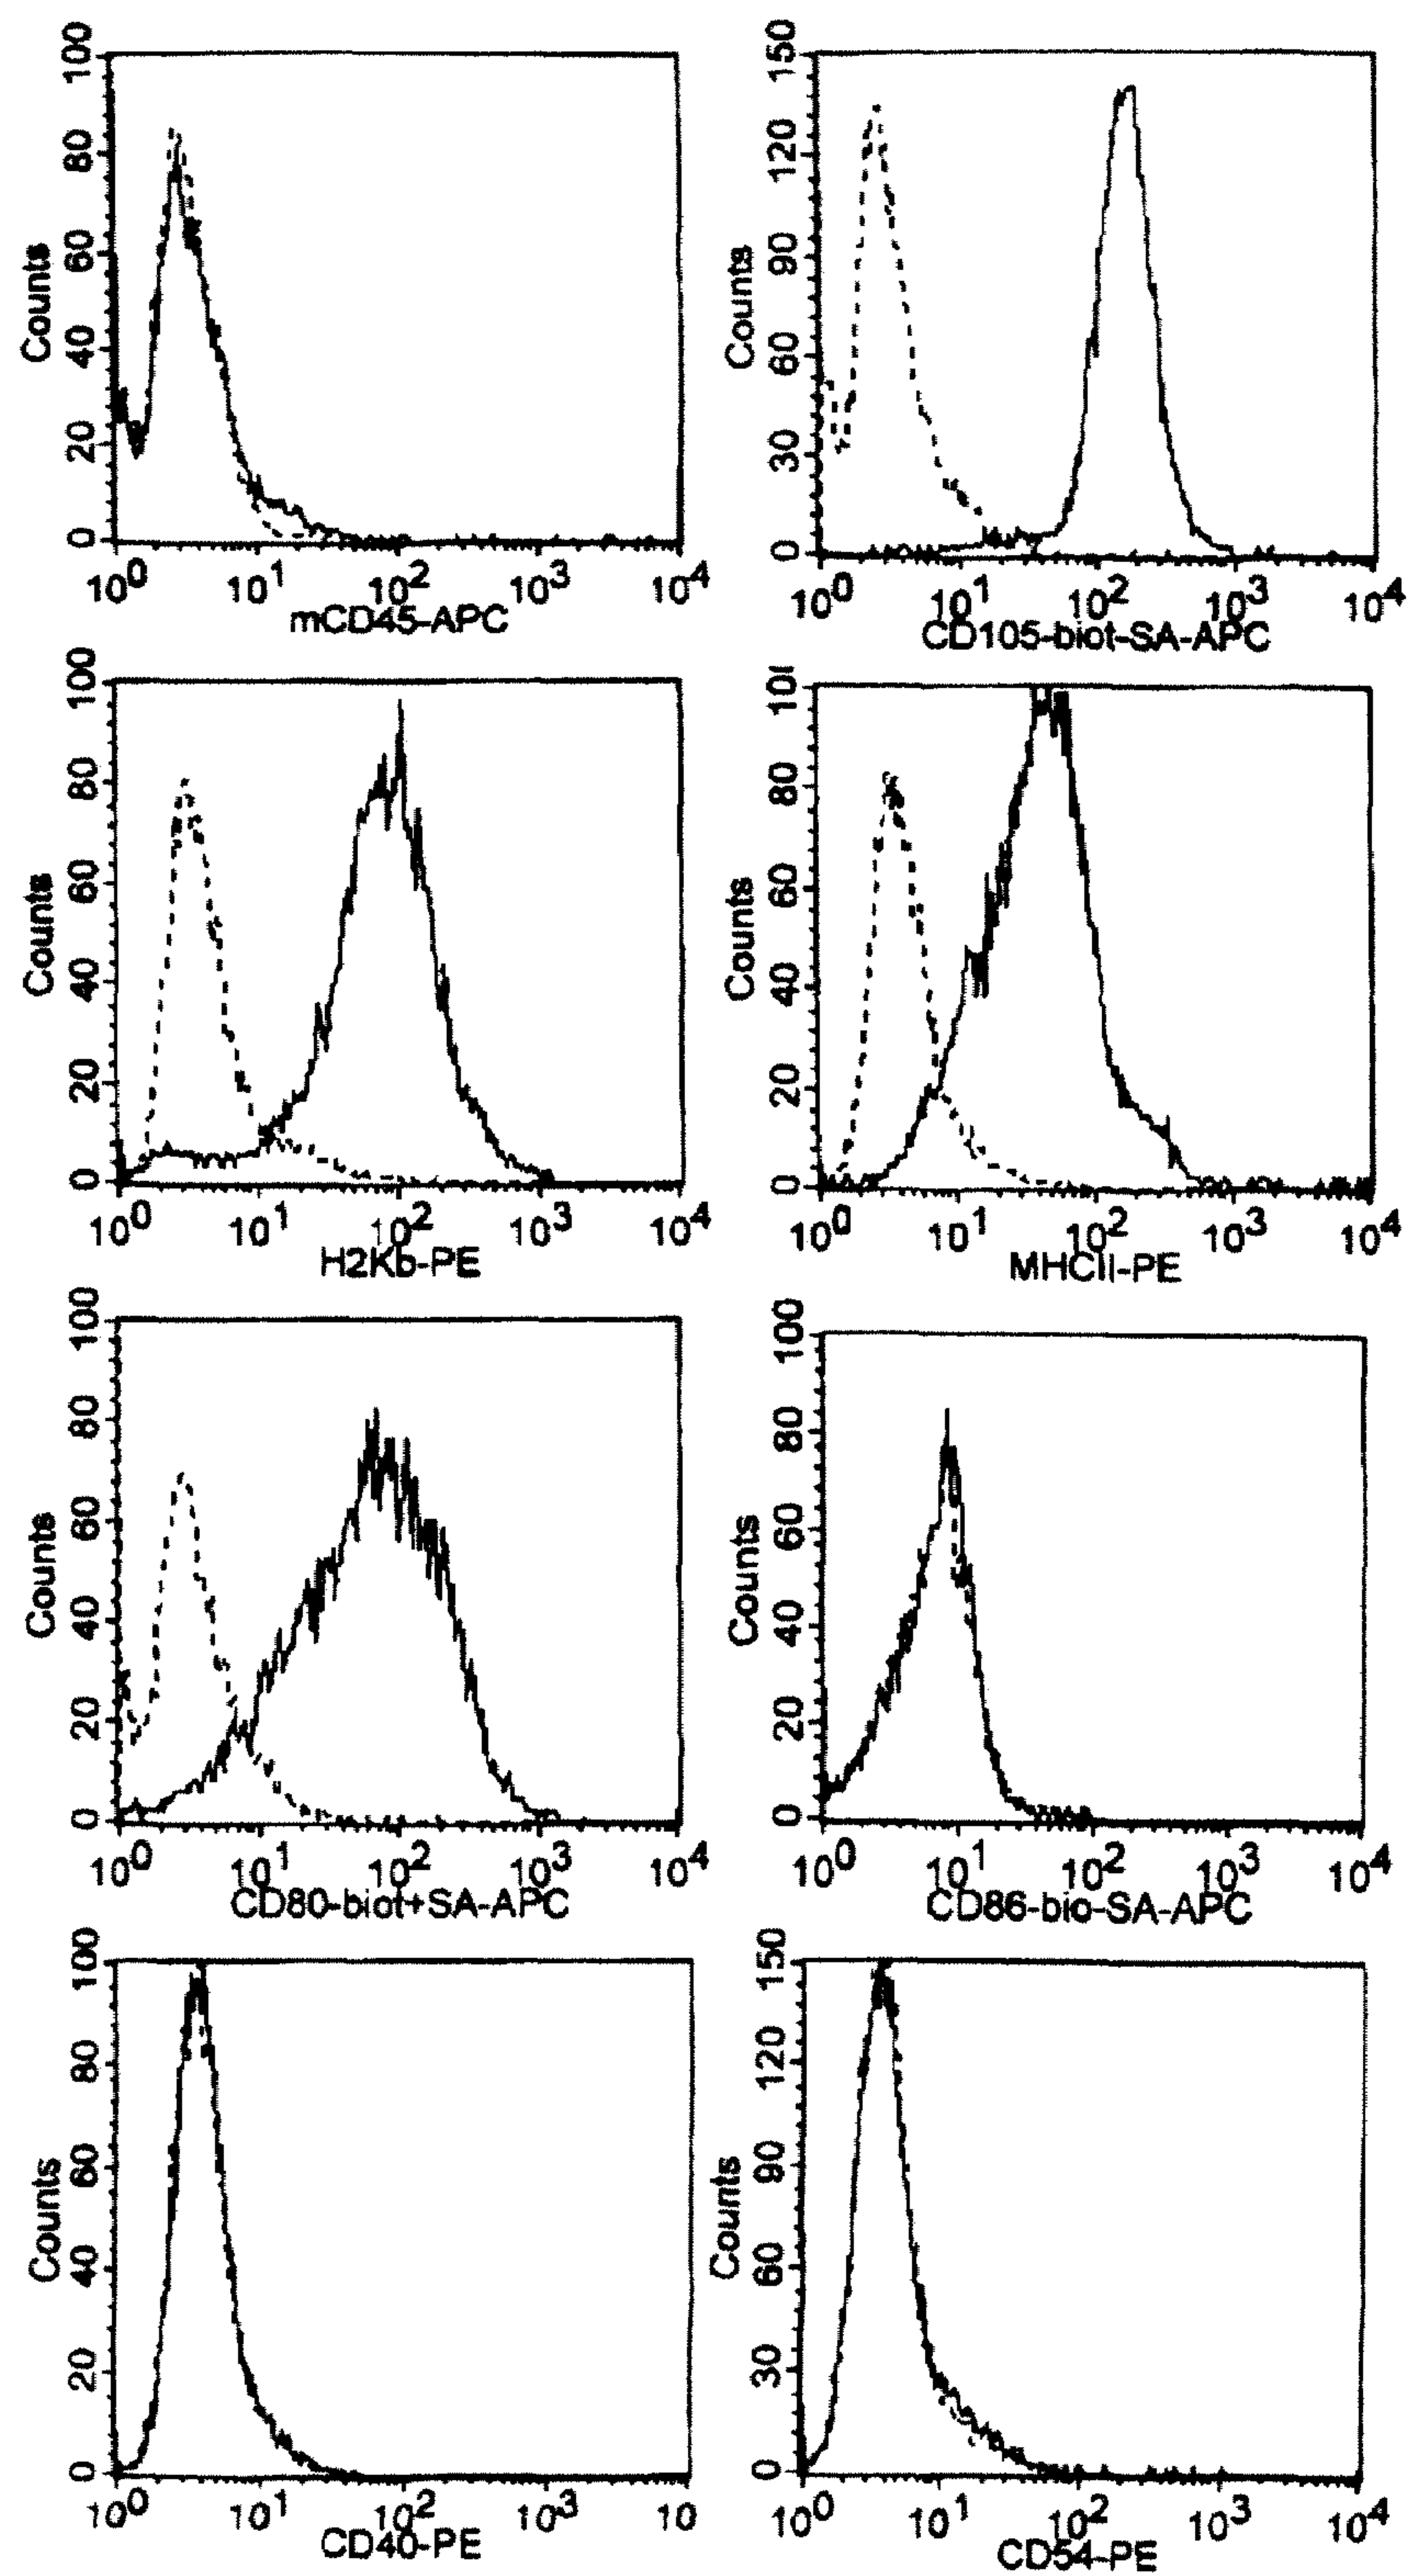 100 80 60 40 20 0
Counts
10^0 10^1 10^2 10^3 10^4
mCD45-APC
150 120 90 60 30 0
Counts
10^0 10^1 10^2 10^3 10^4
CD105-biot-SA-APC
100 80 60 40 20 0
Counts
10^0 10^1 10^2 10^3 10^4
H2Kb-PE
80 60 40 20 0
Counts
10^0 10^1 10^2 10^3 10^4
MHCII-PE
100 80 60 40 20 0
Counts
10^0 10^1 10^2 10^3 10^4
CD80-biot+SA-APC
100 80 60 40 20 0
Counts
10^0 10^1 10^2 10^3 10^4
CD86-bio-SA-APC
100 80 60 40 20 0
Counts
10^0 10^1 10^2 10^3 10
CD40-PE
150 120 90 60 30 0
Counts
10^0 10^1 10^2 10^3 10^4
CD54-PE